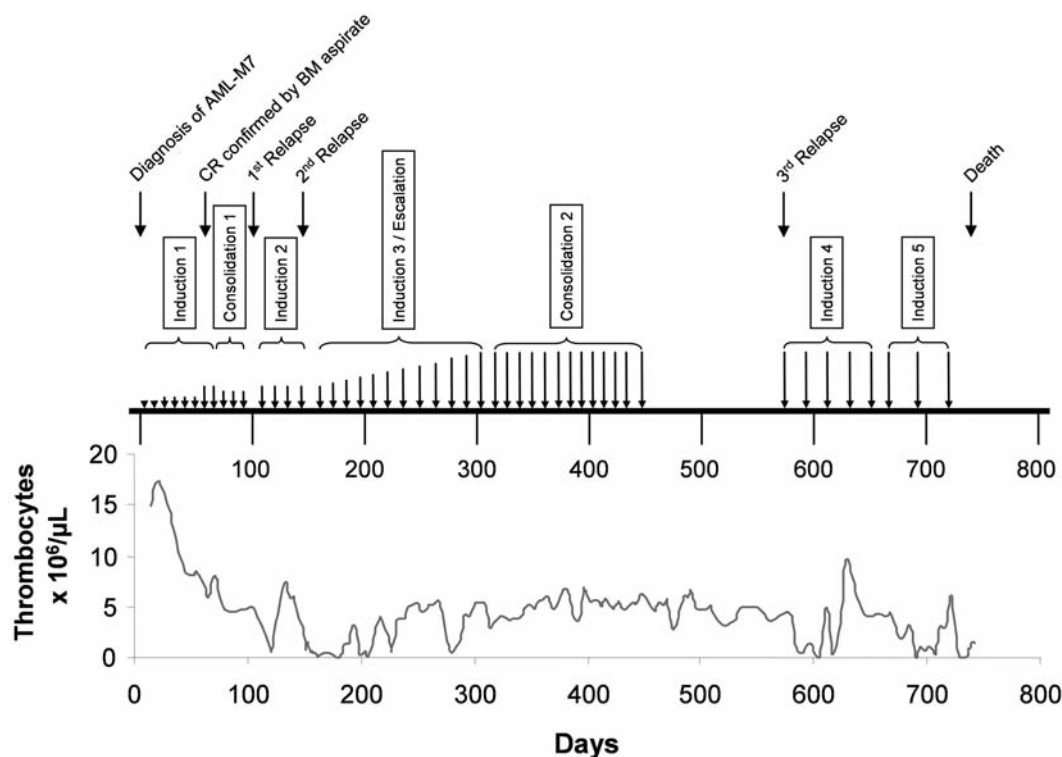 Diagnosis of AML-M7
CR confirmed by BM aspirate
1st Relapse
2nd Relapse
3rd Relapse
Death
Induction 1
Consolidation 1
Induction 2
Induction 3 / Escalation
Consolidation 2
Induction 4
Induction 5
100 200 300 400 500 600 700 800
Thrombocytes
x 10⁶/µL
20
15
10
5
0
0 100 200 300 400 500 600 700 800
Days